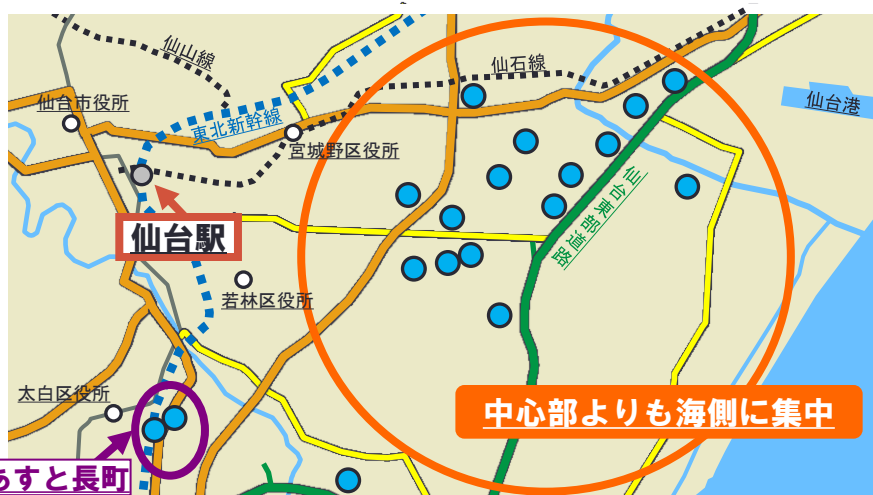 仙山線
仙石線
仙台市役所
仙台港
東北新幹線
宮城野区役所
仙台東部道路
仙台駅
若林区役所
太白区役所
中心部よりも海側に集中
あすと長町